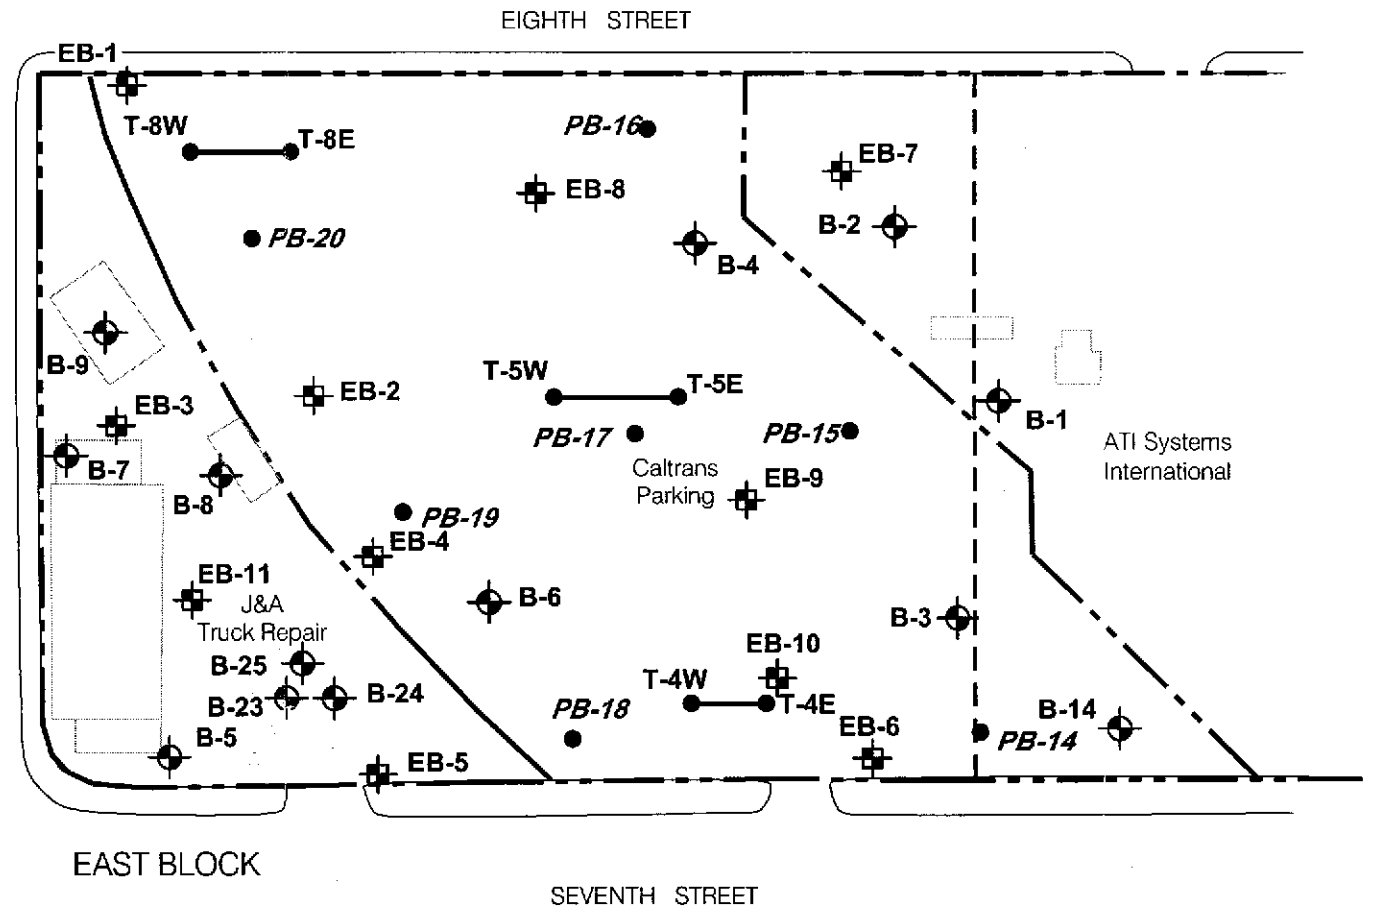 EIGHTH STREET
EB-1
T-8W
T-8E
PB-16
EB-7
EB-8
B-2
PB-20
B-4
B-9
T-5W
T-5E
EB-2
EB-3
B-1
PB-17
PB-15
ATI Systems
International
B-7
Caltrans
Parking
EB-9
B-8
PB-19
EB-4
EB-11
J&A
Truck Repair
B-6
B-3
EB-10
B-25
T-4W
B-24
B-23
T-4E
PB-18
B-14
EB-6
B-5
PB-14
EB-5
EAST BLOCK
SEVENTH STREET